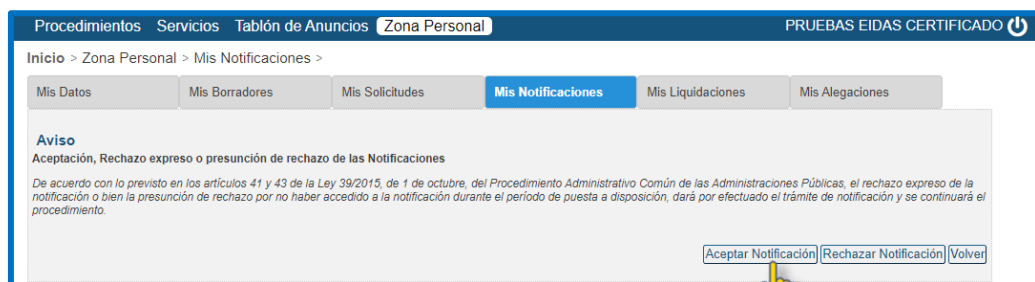 Procedimientos Servicios Tablón de Anuncios Zona Personal PRUEBAS EIDAS CERTIFICADO
Inicio > Zona Personal > Mis Notificaciones >
Mis Datos Mis Borradores Mis Solicitudes Mis Notificaciones Mis Liquidaciones Mis Alegaciones
Aviso
Aceptación, Rechazo expreso o presunción de rechazo de las Notificaciones
De acuerdo con lo previsto en los artículos 41 y 43 de la Ley 39/2015, de 1 de octubre, del Procedimiento Administrativo Común de las Administraciones Públicas, el rechazo expreso de la
notificación o bien la presunción de rechazo por no haber accedido a la notificación durante el período de puesta a disposición, dará por efectuado el trámite de notificación y se continuará el
procedimiento.
Aceptar Notificación Rechazar Notificación Volver